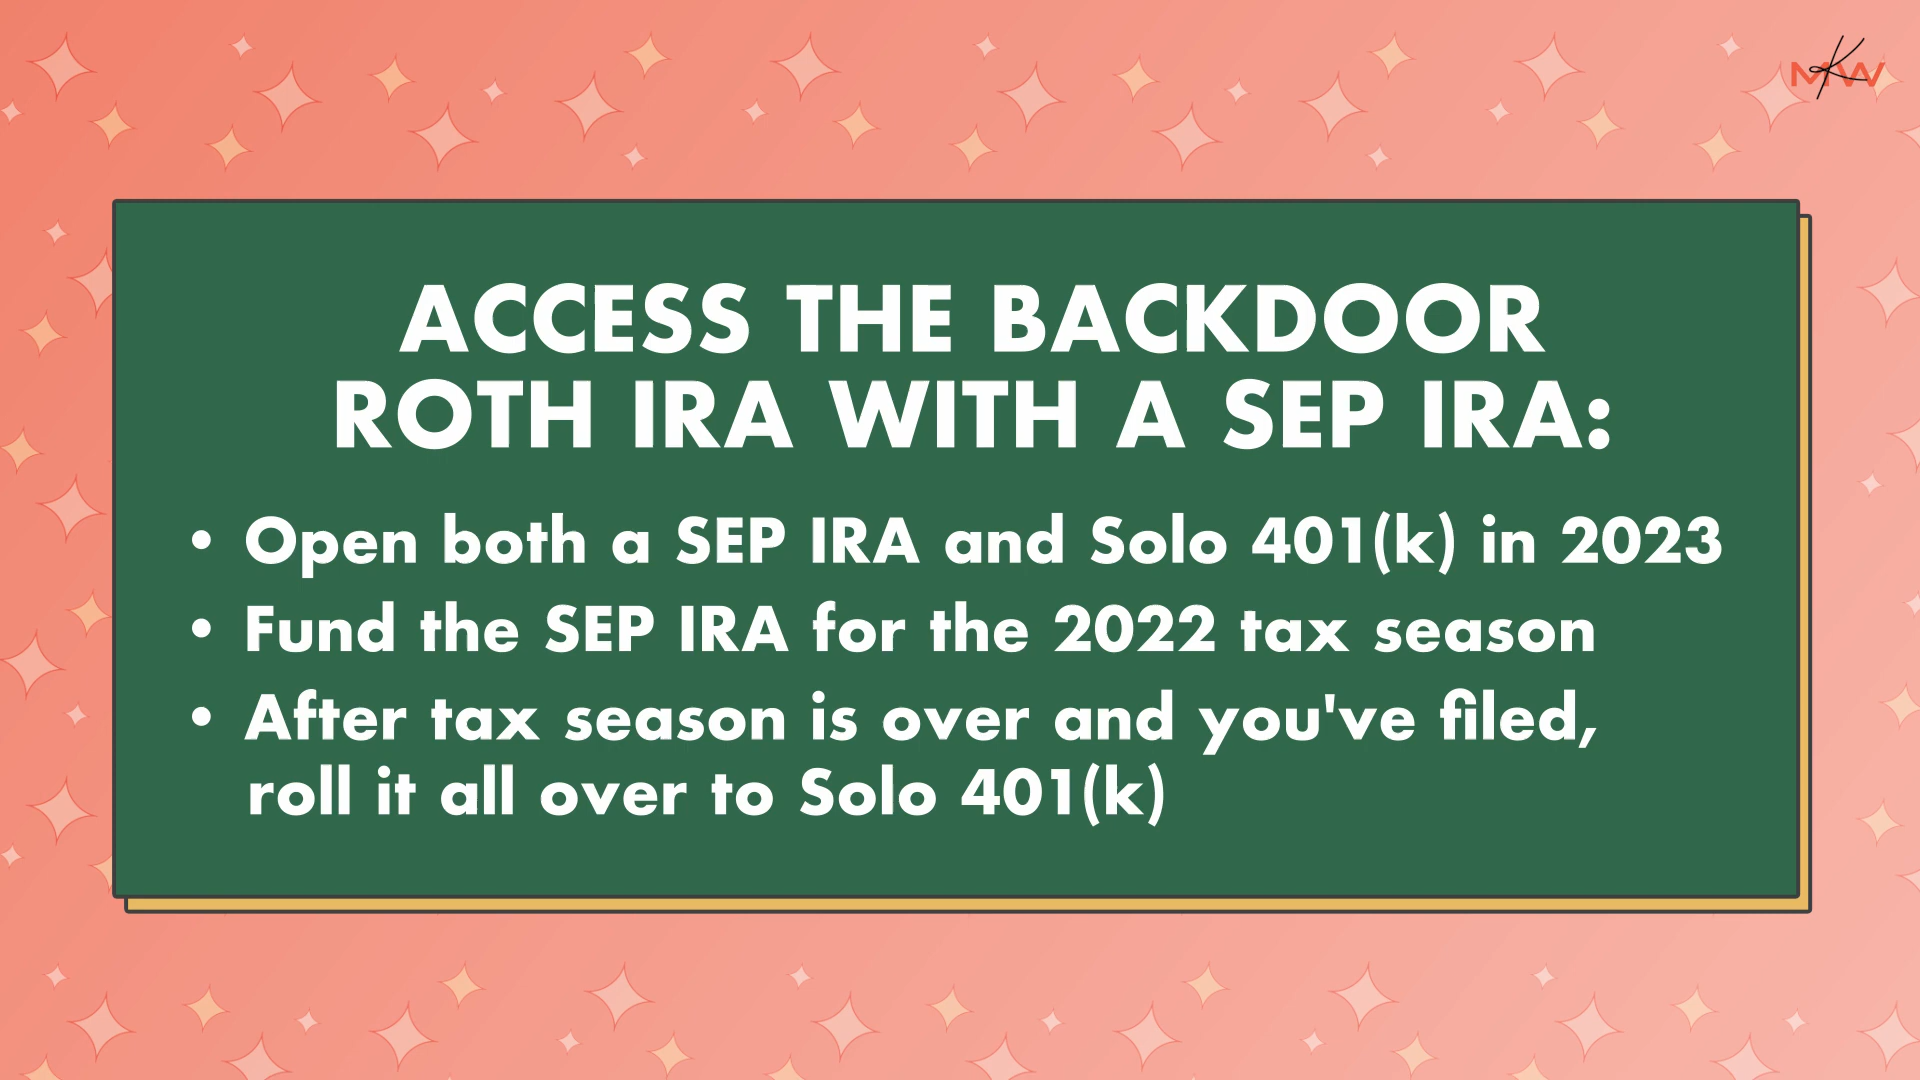 MKW
ACCESS THE BACKDOOR
ROTH IRA WITH A SEP IRA:
• Open both a SEP IRA and Solo 401(k) in 2023
• Fund the SEP IRA for the 2022 tax season
• After tax season is over and you've filed,
roll it all over to Solo 401(k)